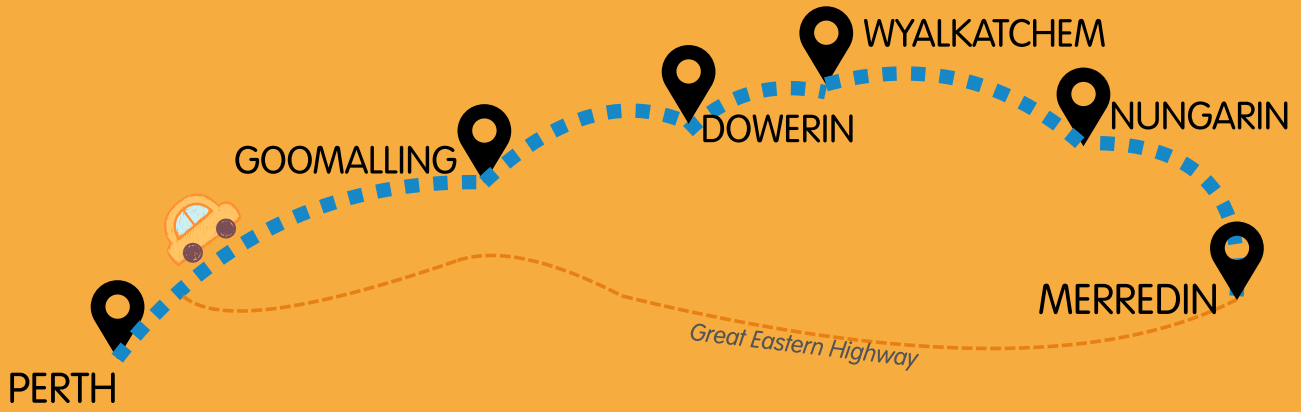 WYALKATCHEM
NUNGARIN
DOWERIN
GOOMALLING
MERREDIN
Great Eastern Highway
PERTH